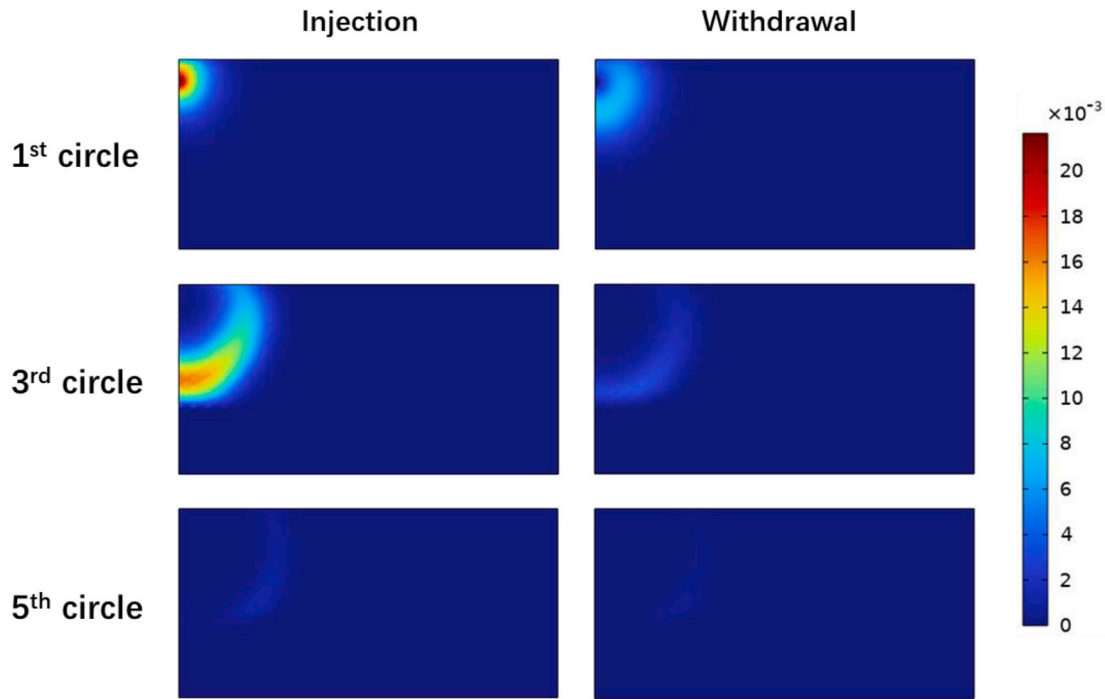 Injection
Withdrawal
1st circle
3rd circle
5th circle
×10⁻³
20
18
16
14
12
10
8
6
4
2
0